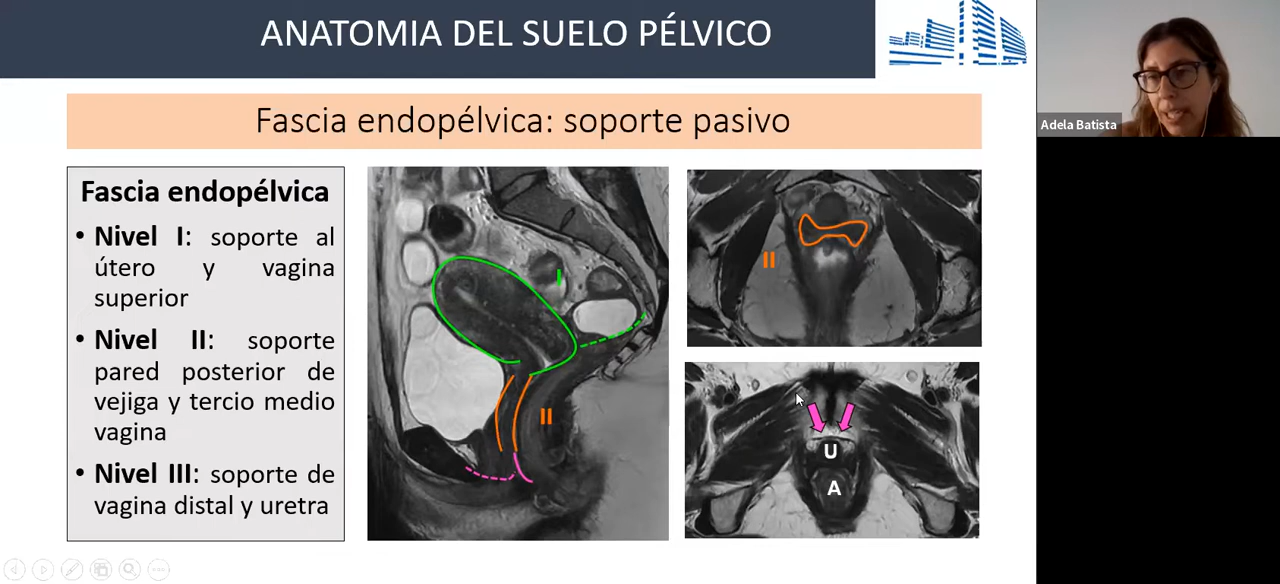 ANATOMIA DEL SUELO PÉLVICO
Adela Batista
Fascia endopélvica: soporte pasivo
Fascia endopélvica
• Nivel I: soporte al
útero y vagina
superior
• Nivel II: soporte
pared posterior de
vejiga y tercio medio
vagina
• Nivel III: soporte de
vagina distal y uretra
I
II
II
U
A